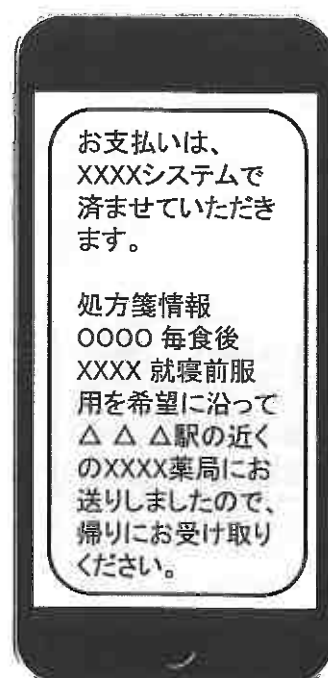 お支払いは、
XXXXシステムで
済ませていただき
ます。
処方箋情報
OOOO 毎食後
XXXX 就寝前服
用を希望に沿って
△ △ △駅の近く
のXXXX薬局にお
送りしましたので、
帰りにお受け取り
ください。